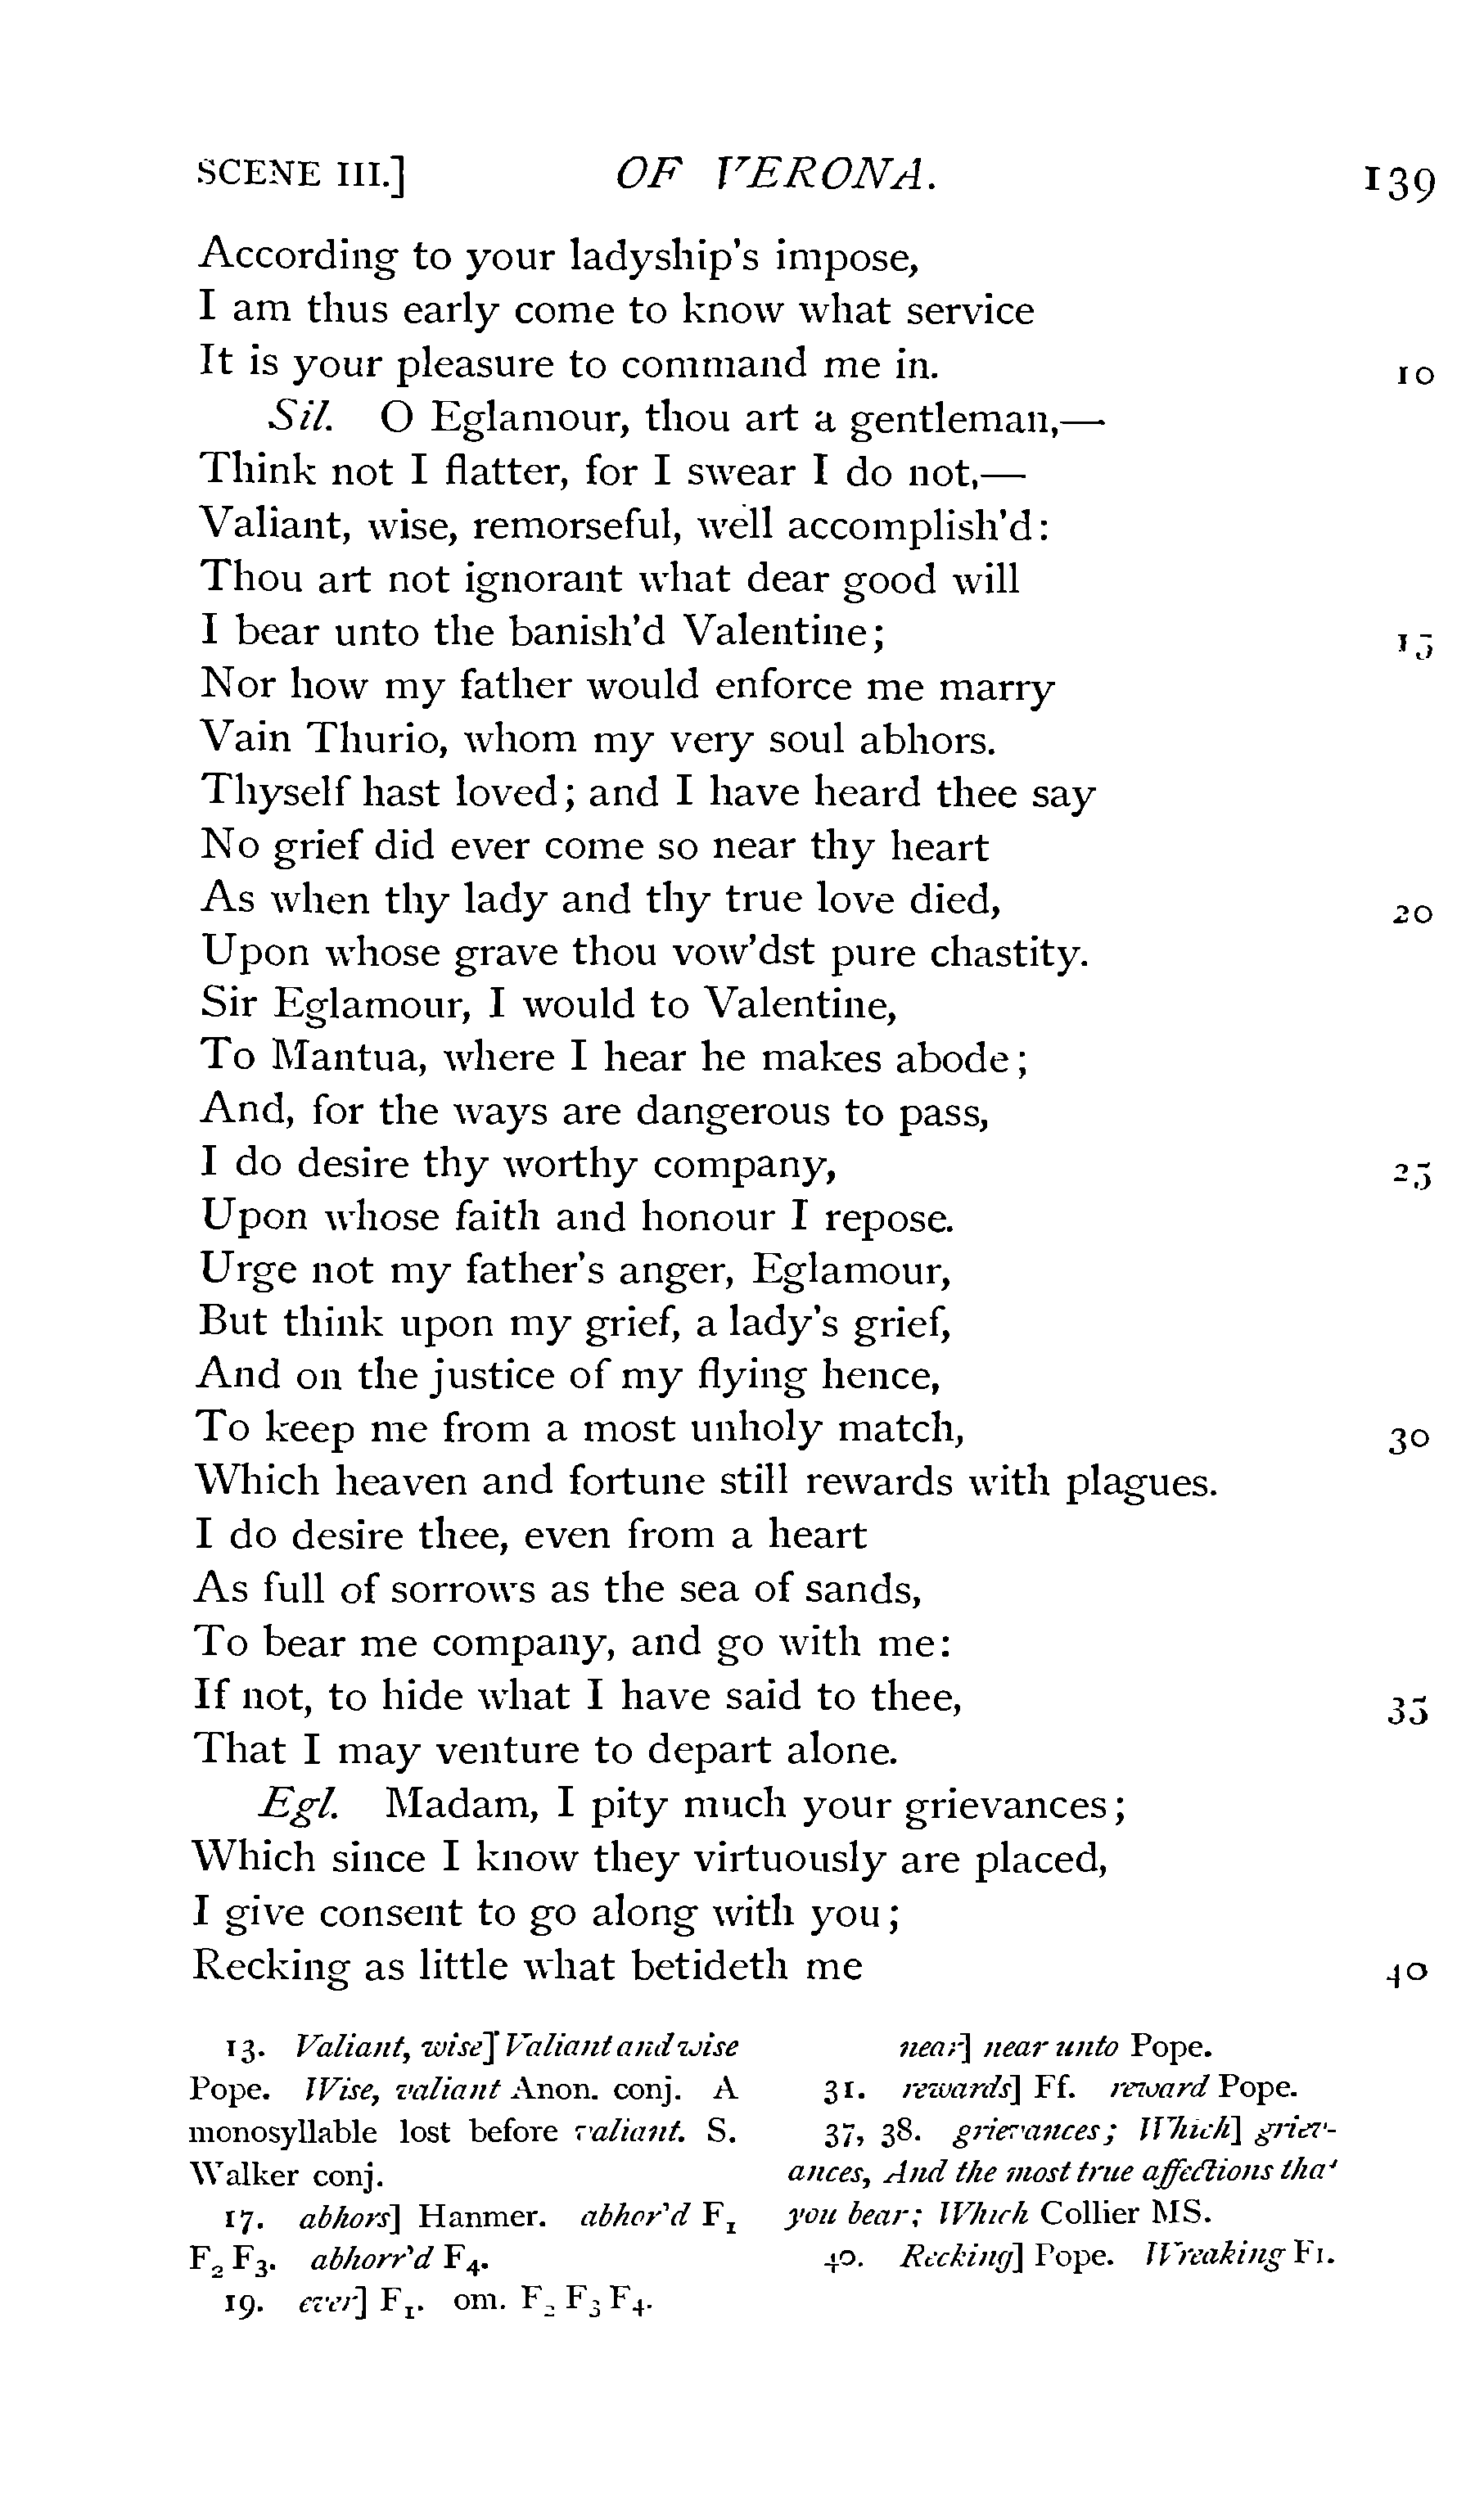 SCENE III.] OF VERONA. 139
According to your ladyship's impose,
I am thus early come to know what service
It is your pleasure to command me in. 10
Sil. O Eglamour, thou art a gentleman,—
Think not I flatter, for I swear I do not,—
Valiant, wise, remorseful, well accomplish'd:
Thou art not ignorant what dear good will
I bear unto the banish'd Valentine; 15
Nor how my father would enforce me marry
Vain Thurio, whom my very soul abhors.
Thyself hast loved; and I have heard thee say
No grief did ever come so near thy heart
As when thy lady and thy true love died, 20
Upon whose grave thou vow'dst pure chastity.
Sir Eglamour, I would to Valentine,
To Mantua, where I hear he makes abode;
And, for the ways are dangerous to pass,
I do desire thy worthy company, 25
Upon whose faith and honour I repose.
Urge not my father's anger, Eglamour,
But think upon my grief, a lady's grief,
And on the justice of my flying hence,
To keep me from a most unholy match, 30
Which heaven and fortune still rewards with plagues.
I do desire thee, even from a heart
As full of sorrows as the sea of sands,
To bear me company, and go with me:
If not, to hide what I have said to thee, 35
That I may venture to depart alone.
Egl. Madam, I pity much your grievances;
Which since I know they virtuously are placed,
I give consent to go along with you;
Recking as little what betideth me 40
13. Valiant, wise] Valiant and wise
Pope. Wise, valiant Anon. conj. A
monosyllable lost before valiant. S.
Walker conj.
17. abhors] Hanmer. abhor'd F1
F2 F3. abhorr'd F4.
19. ever] F1. om. F2 F3 F4.
near] near unto Pope.
31. rewards] Ff. reward Pope.
37, 38. grievances; Which] griev-
ances, And the most true affections that
you bear; Which Collier MS.
40. Recking] Pope. Wreaking F1.